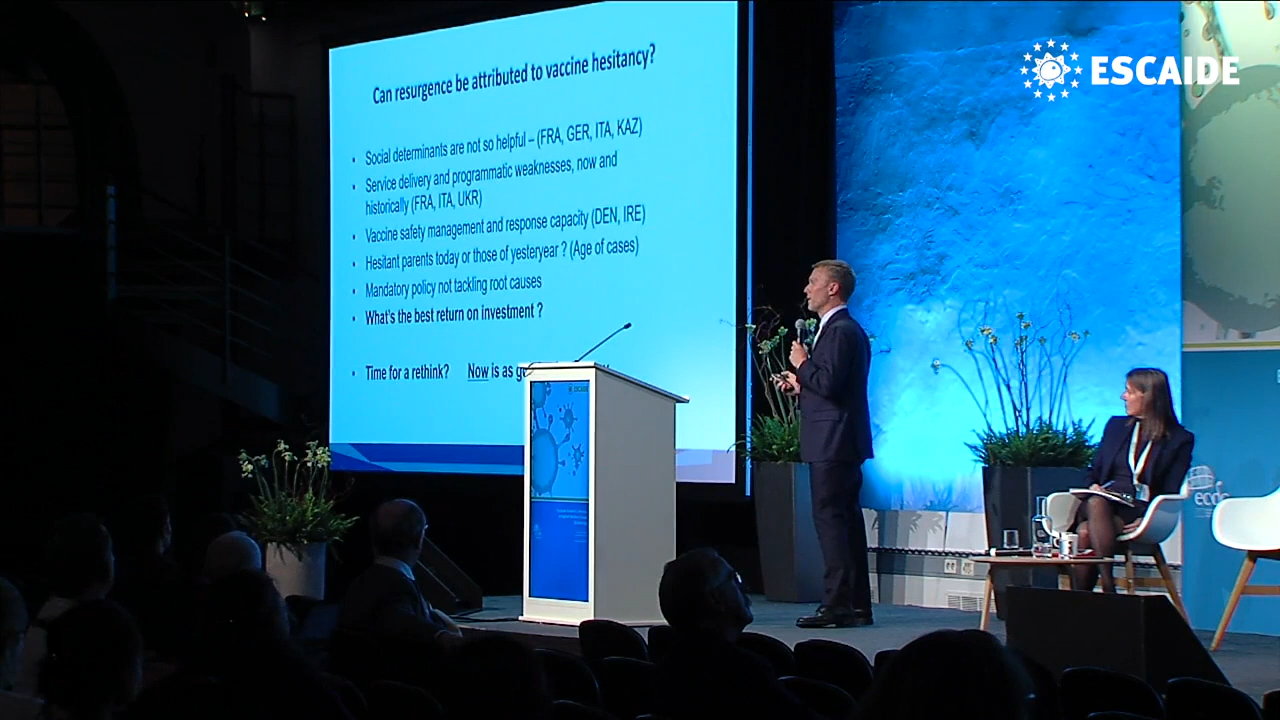 ESCAIDE
Can resurgence be attributed to vaccine hesitancy?
• Social determinants are not so helpful – (FRA, GER, ITA, KAZ)
• Service delivery and programmatic weaknesses, now and
historically (FRA, ITA, UKR)
• Vaccine safety management and response capacity (DEN, IRE)
• Hesitant parents today or those of yesteryear ? (Age of cases)
• Mandatory policy not tackling root causes
• What's the best return on investment ?
• Time for a rethink? Now is as
ecdc